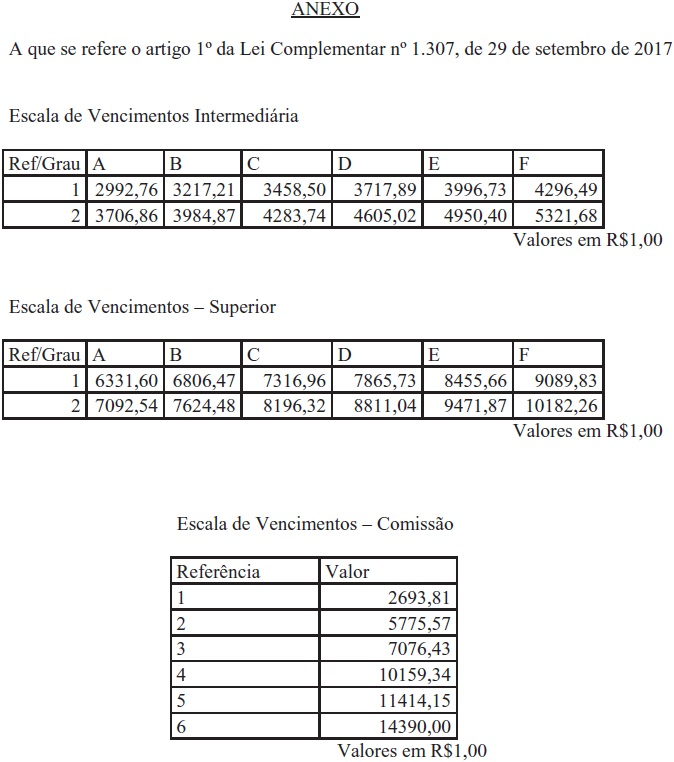 ANEXO
A que se refere o artigo 1º da Lei Complementar nº 1.307, de 29 de setembro de 2017
Escala de Vencimentos Intermediária
Ref/Grau A B C D E F
1 2992,76 3217,21 3458,50 3717,89 3996,73 4296,49
2 3706,86 3984,87 4283,74 4605,02 4950,40 5321,68
Valores em R$1,00
Escala de Vencimentos – Superior
Ref/Grau A B C D E F
1 6331,60 6806,47 7316,96 7865,73 8455,66 9089,83
2 7092,54 7624,48 8196,32 8811,04 9471,87 10182,26
Valores em R$1,00
Escala de Vencimentos – Comissão
Referência Valor
1 2693,81
2 5775,57
3 7076,43
4 10159,34
5 11414,15
6 14390,00
Valores em R$1,00